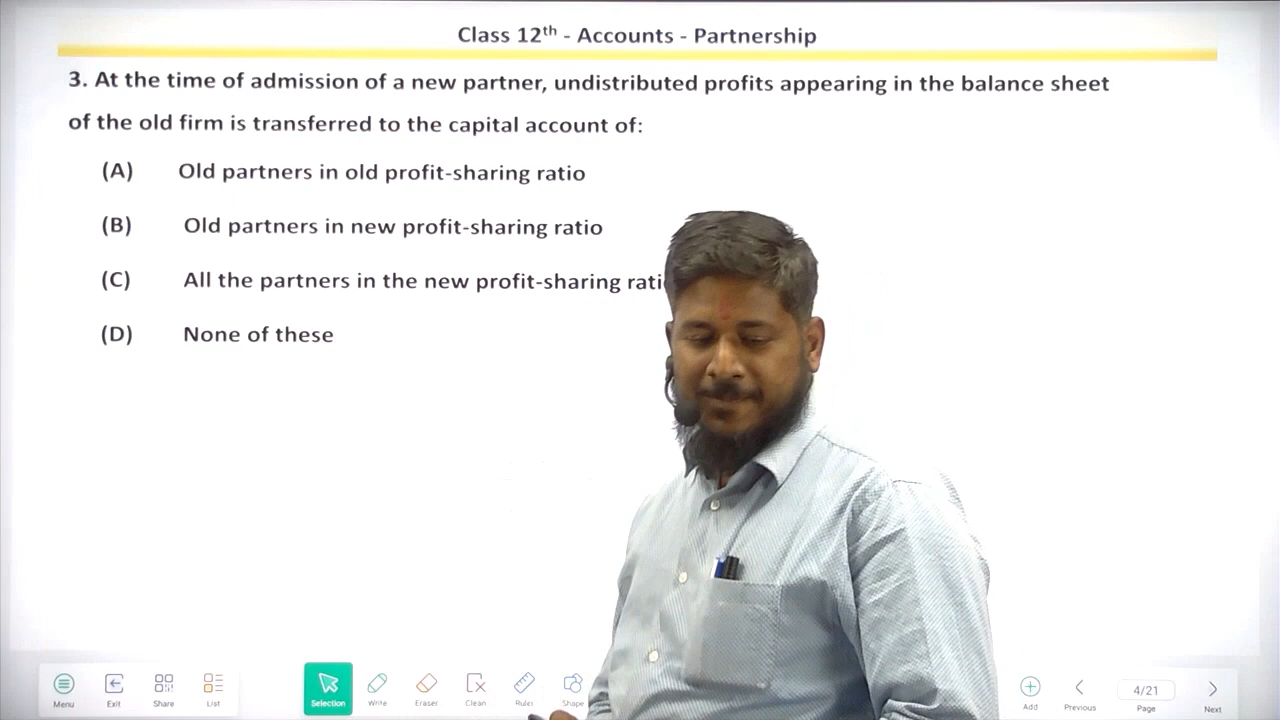 Class 12th - Accounts - Partnership
3. At the time of admission of a new partner, undistributed profits appearing in the balance sheet
of the old firm is transferred to the capital account of:
(A) Old partners in old profit-sharing ratio
(B) Old partners in new profit-sharing ratio
(C) All the partners in the new profit-sharing rati
(D) None of these
Menu Exit Share List Selection Write Eraser Clean Ruler Shape Add Previous 4/21 Page Next